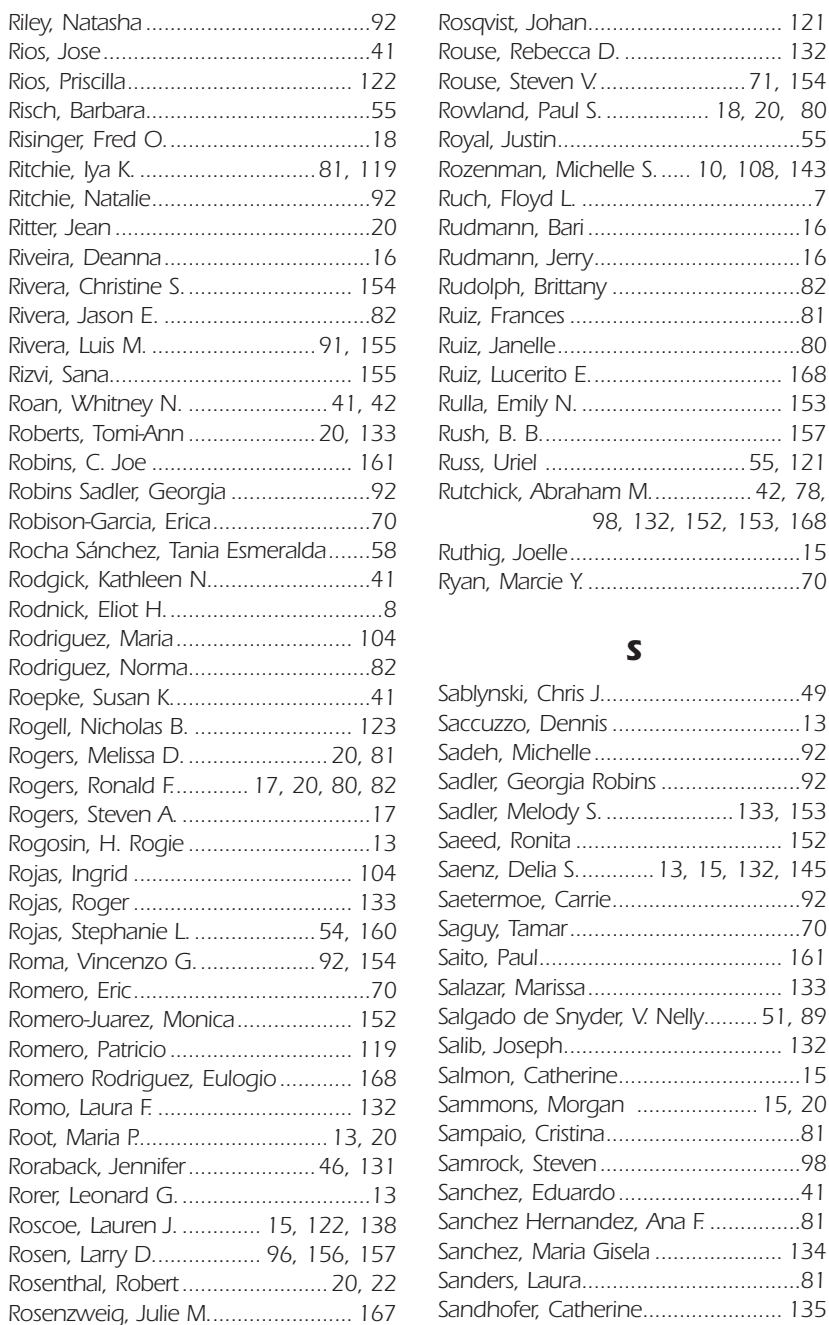 Riley, Natasha..................................92
Rios, Jose........................................41
Rios, Priscilla.................................. 122
Risch, Barbara..................................55
Risinger, Fred O...............................18
Ritchie, Iya K. ..........................81, 119
Ritchie, Natalie.................................92
Ritter, Jean ......................................20
Riveira, Deanna...............................16
Rivera, Christine S. ........................ 154
Rivera, Jason E. ...............................82
Rivera, Luis M. .........................91, 155
Rizvi, Sana.................................... 155
Roan, Whitney N. .....................41, 42
Roberts, Tomi-Ann ...................20, 133
Robins, C. Joe ............................... 161
Robins Sadler, Georgia .....................92
Robison-Garcia, Erica........................70
Rocha Sánchez, Tania Esmeralda.......58
Rodgick, Kathleen N.........................41
Rodnick, Eliot H. ................................8
Rodriguez, Maria .......................... 104
Rodriguez, Norma...........................82
Roepke, Susan K..............................41
Rogell, Nicholas B. ........................ 123
Rogers, Melissa D. .....................20, 81
Rogers, Ronald F............ 17, 20, 80, 82
Rogers, Steven A. ............................17
Rogosin, H. Rogie ............................13
Rojas, Ingrid ................................. 104
Rojas, Roger ................................. 133
Rojas, Stephanie L. ...................54, 160
Roma, Vincenzo G. ..................92, 154
Romero, Eric...................................70
Romero-Juarez, Monica................. 152
Romero, Patricio ........................... 119
Romero Rodriguez, Eulogio ........... 168
Romo, Laura F. ............................. 132
Root, Maria P.................................13, 20
Roraback, Jennifer ...................46, 131
Rorer, Leonard G. ............................13
Roscoe, Lauren J. ............ 15, 122, 138
Rosen, Larry D................ 96, 156, 157
Rosenthal, Robert .....................20, 22
Rosenzweig, Julie M..................... 167
Rosqvist, Johan............................. 121
Rouse, Rebecca D. ....................... 132
Rouse, Steven V. ......................71, 154
Rowland, Paul S. ............... 18, 20, 80
Royal, Justin....................................55
Rozenman, Michelle S. ..... 10, 108, 143
Ruch, Floyd L. ...................................7
Rudmann, Bari ................................16
Rudmann, Jerry...............................16
Rudolph, Brittany ............................82
Ruiz, Frances ..................................81
Ruiz, Janelle....................................80
Ruiz, Lucerito E. ............................ 168
Rulla, Emily N. .............................. 153
Rush, B. B. ................................... 157
Russ, Uriel ..............................55, 121
Rutchick, Abraham M............... 42, 78,
98, 132, 152, 153, 168
Ruthig, Joelle..................................15
Ryan, Marcie Y. ...............................70
S
Sablynski, Chris J.............................49
Saccuzzo, Dennis ............................13
Sadeh, Michelle...............................92
Sadler, Georgia Robins .....................92
Sadler, Melody S. ...................133, 153
Saeed, Ronita ............................... 152
Saenz, Delia S............ 13, 15, 132, 145
Saetermoe, Carrie............................92
Saguy, Tamar..................................70
Saito, Paul.................................... 161
Salazar, Marissa............................. 133
Salgado de Snyder, V. Nelly.........51, 89
Salib, Joseph................................. 132
Salmon, Catherine...........................15
Sammons, Morgan .................. 15, 20
Sampaio, Cristina.............................81
Samrock, Steven .............................98
Sanchez, Eduardo ............................41
Sanchez Hernandez, Ana F. ..............81
Sanchez, Maria Gisela ................... 134
Sanders, Laura.................................81
Sandhofer, Catherine..................... 135